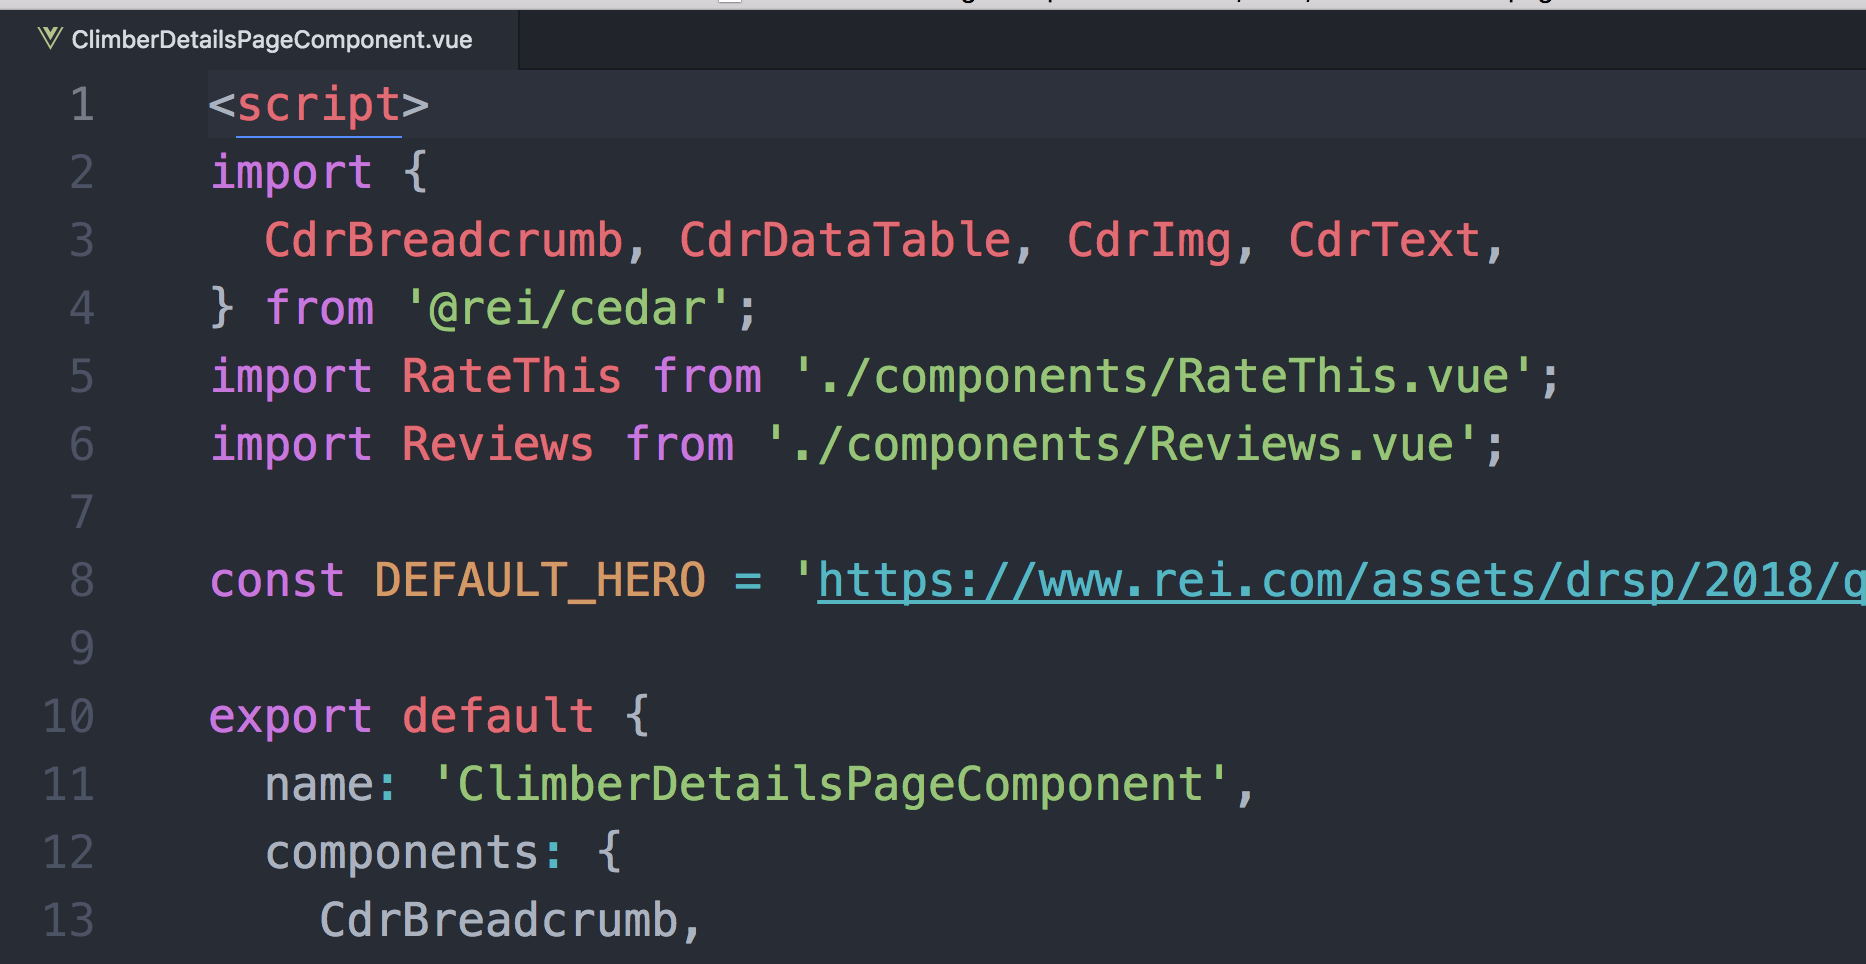 ClimberDetailsPageComponent.vue
1 <script>
2 import {
3 CdrBreadcrumb, CdrDataTable, CdrImg, CdrText,
4 } from '@rei/cedar';
5 import RateThis from './components/RateThis.vue';
6 import Reviews from './components/Reviews.vue';
7
8 const DEFAULT_HERO = 'https://www.rei.com/assets/drsp/2018/q
9
10 export default {
11 name: 'ClimberDetailsPageComponent',
12 components: {
13 CdrBreadcrumb,